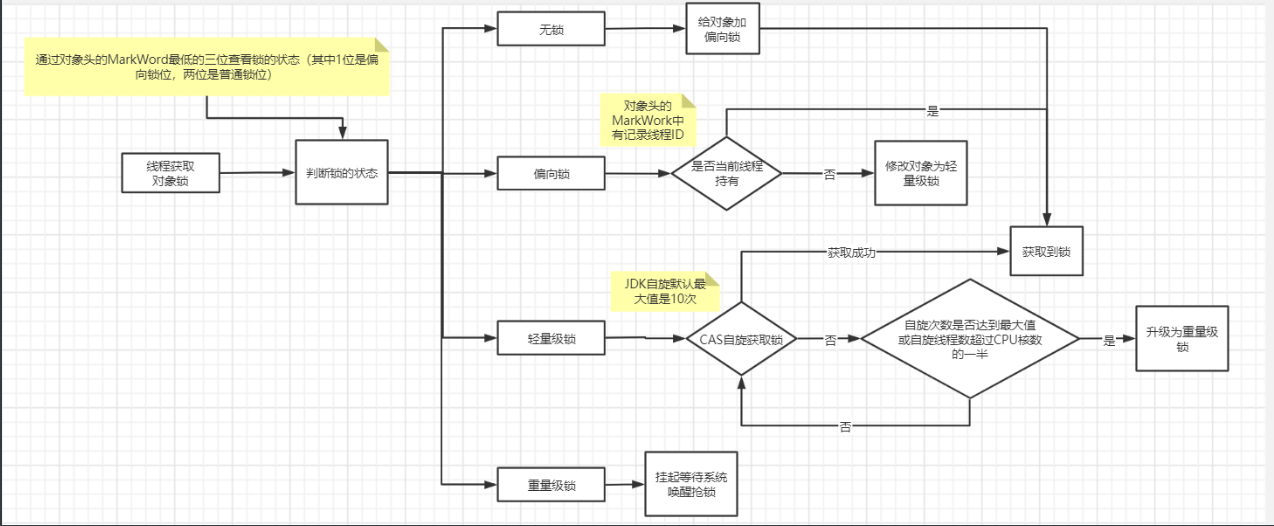 无锁
给对象加
偏向锁
通过对象头的MarkWord最低的三位查看锁的状态（其中1位是偏
向锁位，两位是普通锁位）
对象头的
MarkWork中
有记录线程ID
是
线程获取
对象锁
判断锁的状态
偏向锁
是否当前线程
持有
否
修改对象为轻
量级锁
获取成功
获取到锁
JDK自旋默认最
大值是10次
轻量级锁
CAS自旋获取锁
否
自旋次数是否达到最大值
或自旋线程数超过CPU核数
的一半
是
升级为重量级
锁
否
重量级锁
挂起等待系统
唤醒抢锁